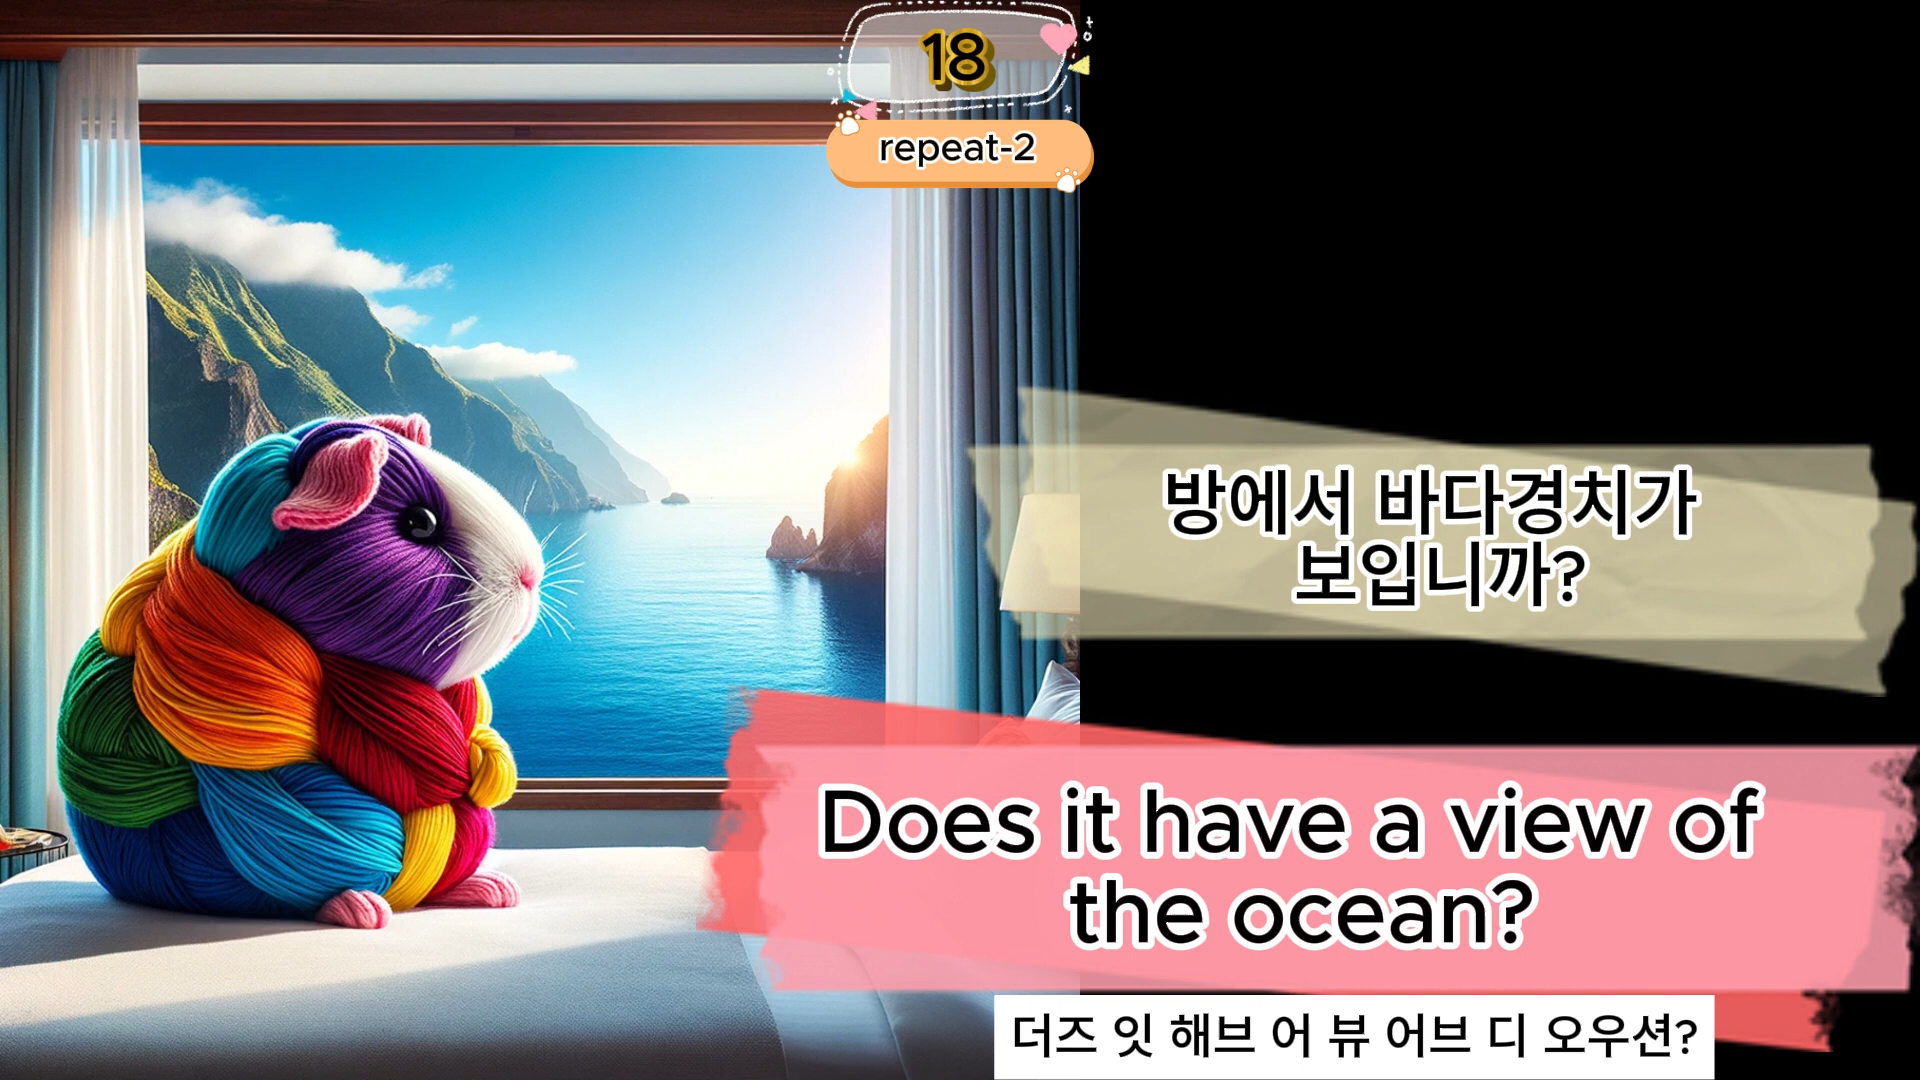 18
repeat-2
방에서 바다경치가
보입니까?
Does it have a view of
the ocean?
더즈 잇 해브 어 뷰 어브 디 오우션?